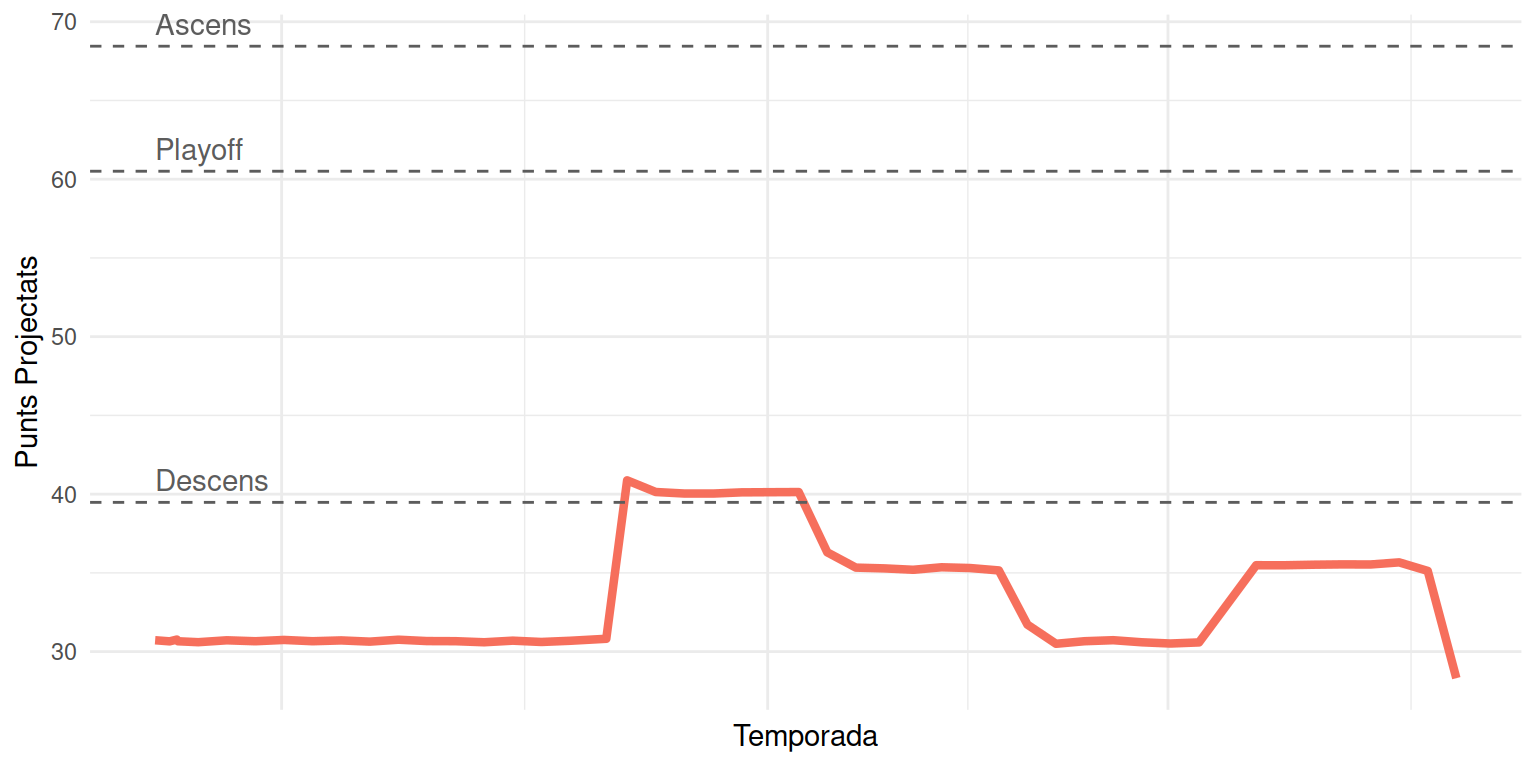 70
Ascens
Playoff
60
50
Descens
40
30
Punts Projectats
Temporada